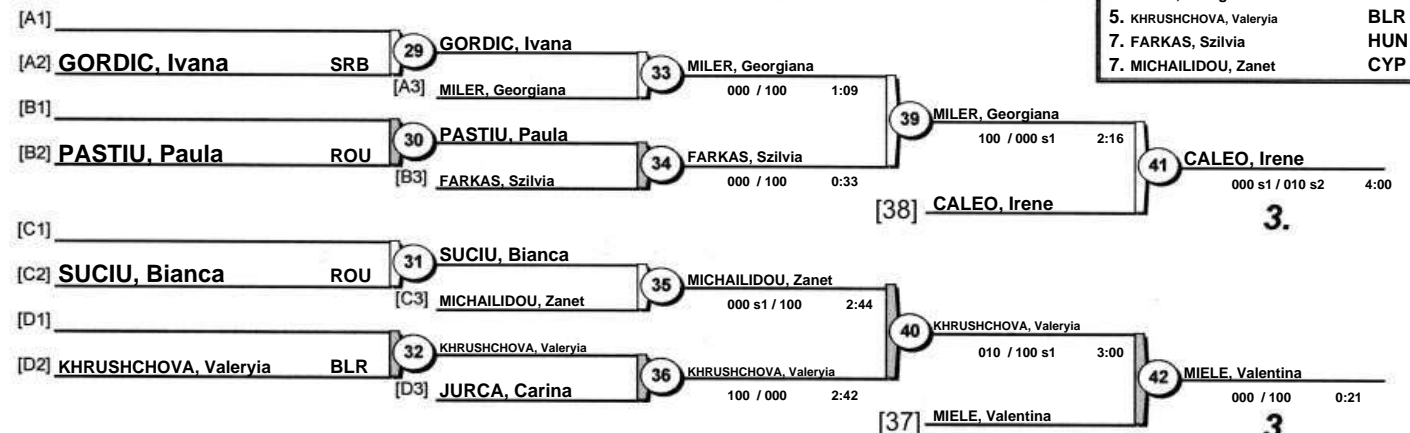 5. KHRUSHCHOVA, Valeryia BLR
7. FARKAS, Szilvia HUN
7. MICHAILIDOU, Zanet CYP
[A1]
[A2] GORDIC, Ivana SRB
29
GORDIC, Ivana
[A3] MILER, Georgiana
33
MILER, Georgiana
000 / 100 1:09
[B1]
[B2] PASTIU, Paula ROU
30
PASTIU, Paula
[B3] FARKAS, Szilvia
34
FARKAS, Szilvia
000 / 100 0:33
39
MILER, Georgiana
100 / 000 s1 2:16
[38] CALEO, Irene
41
CALEO, Irene
000 s1 / 010 s2 4:00
3.
[C1]
[C2] SUCIU, Bianca ROU
31
SUCIU, Bianca
[C3] MICHAILIDOU, Zanet
35
MICHAILIDOU, Zanet
000 s1 / 100 2:44
[D1]
[D2] KHRUSHCHOVA, Valeryia BLR
32
KHRUSHCHOVA, Valeryia
[D3] JURCA, Carina
36
KHRUSHCHOVA, Valeryia
100 / 000 2:42
40
KHRUSHCHOVA, Valeryia
010 / 100 s1 3:00
[37] MIELE, Valentina
42
MIELE, Valentina
000 / 100 0:21
3